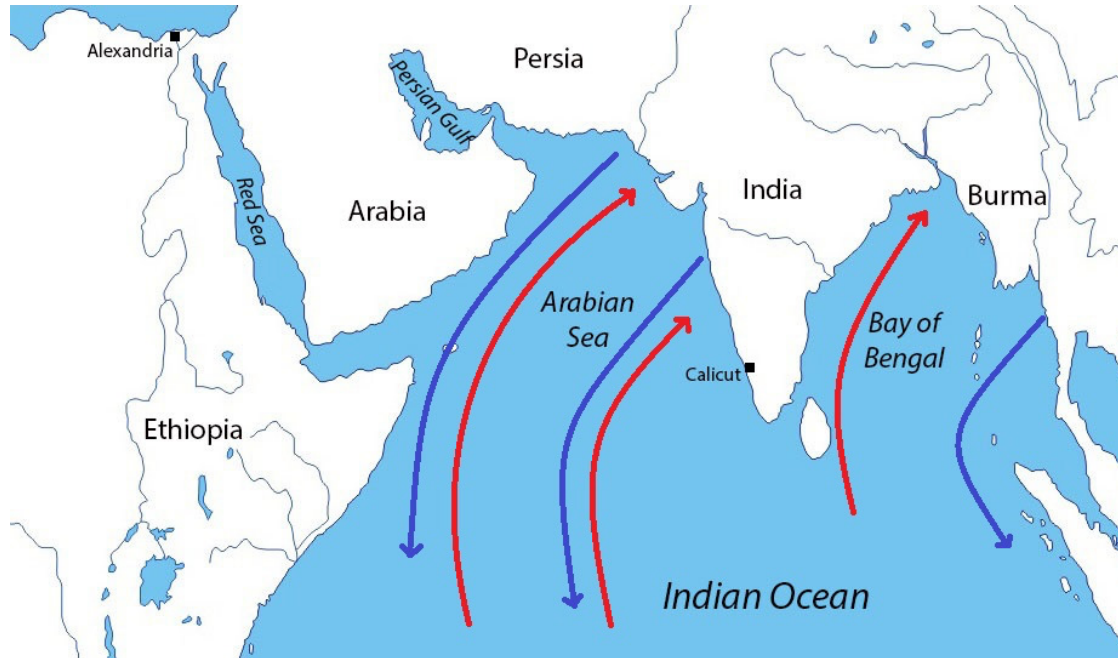 Alexandria
Persia
Persian Gulf
Red Sea
Arabia
India
Burma
Arabian
Sea
Bay of
Bengal
Calicut
Ethiopia
Indian Ocean